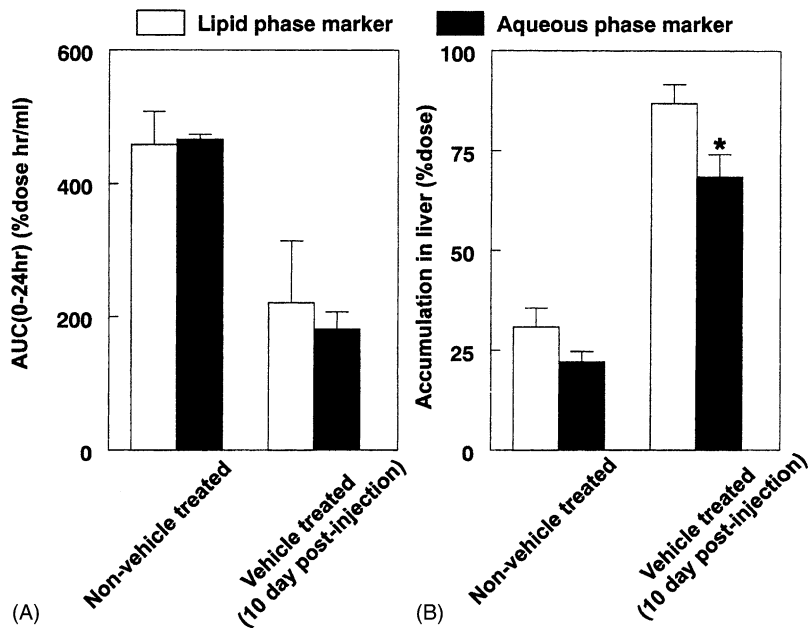 Lipid phase marker
Aqueous phase marker
AUC(0-24hr) (%dose hr/ml)
600
400
200
0
Non-vehicle treated
Vehicle treated
(10 day post-injection)
(A)
Accumulation in liver (%dose)
100
75
50
25
0
*
Non-vehicle treated
Vehicle treated
(10 day post-injection)
(B)